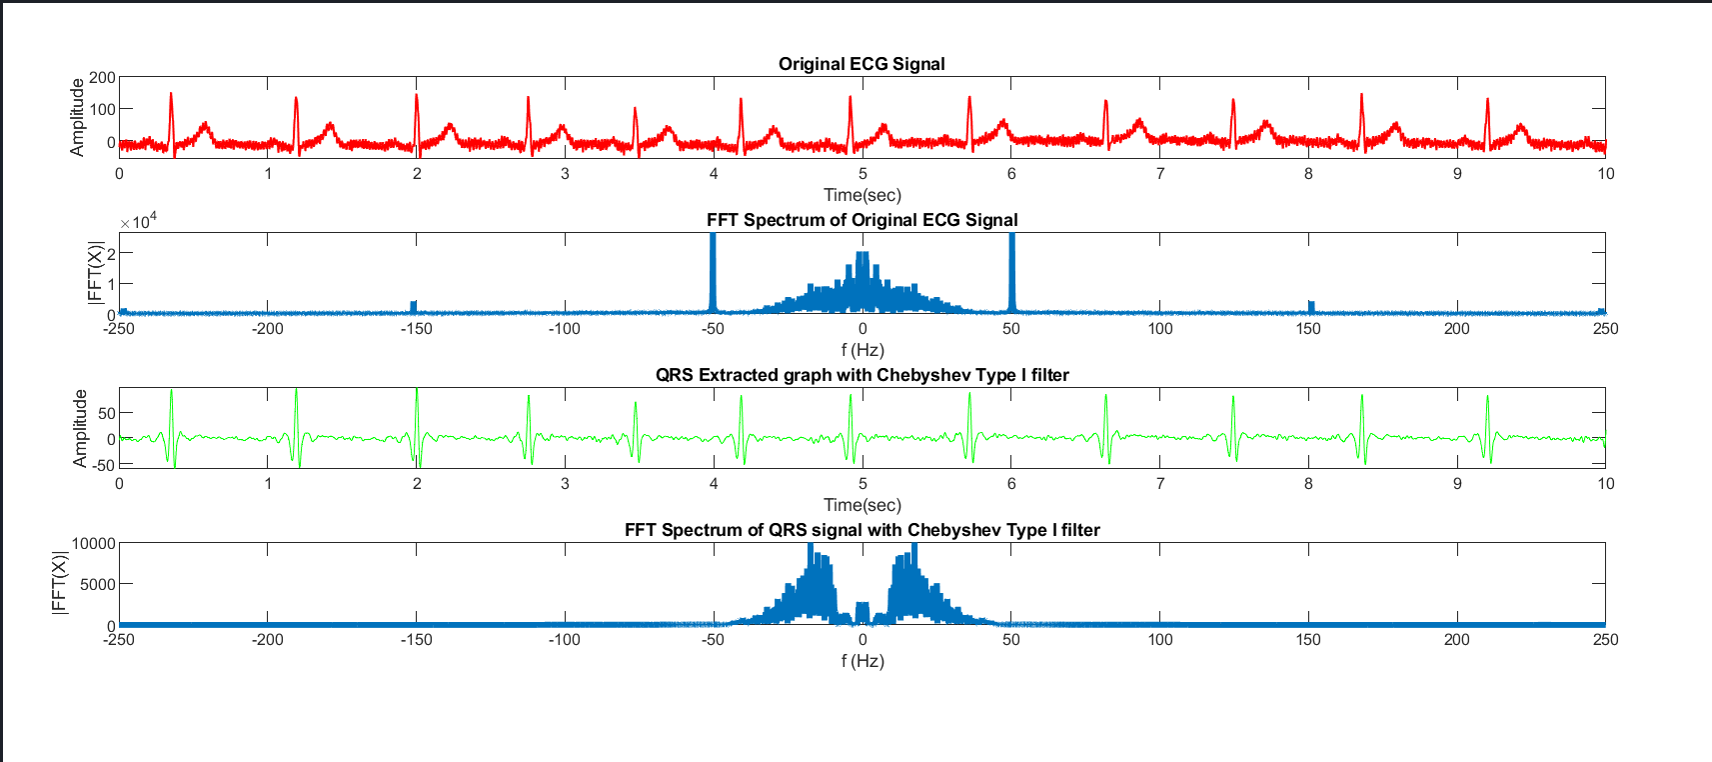 Original ECG Signal
Amplitude
200
100
0
0 1 2 3 4 5 6 7 8 9 10
Time(sec)
×10^4
FFT Spectrum of Original ECG Signal
|FFT(X)|
2
1
0
-250 -200 -150 -100 -50 0 50 100 150 200 250
f (Hz)
QRS Extracted graph with Chebyshev Type I filter
Amplitude
50
0
-50
0 1 2 3 4 5 6 7 8 9 10
Time(sec)
FFT Spectrum of QRS signal with Chebyshev Type I filter
|FFT(X)|
10000
5000
0
-250 -200 -150 -100 -50 0 50 100 150 200 250
f (Hz)